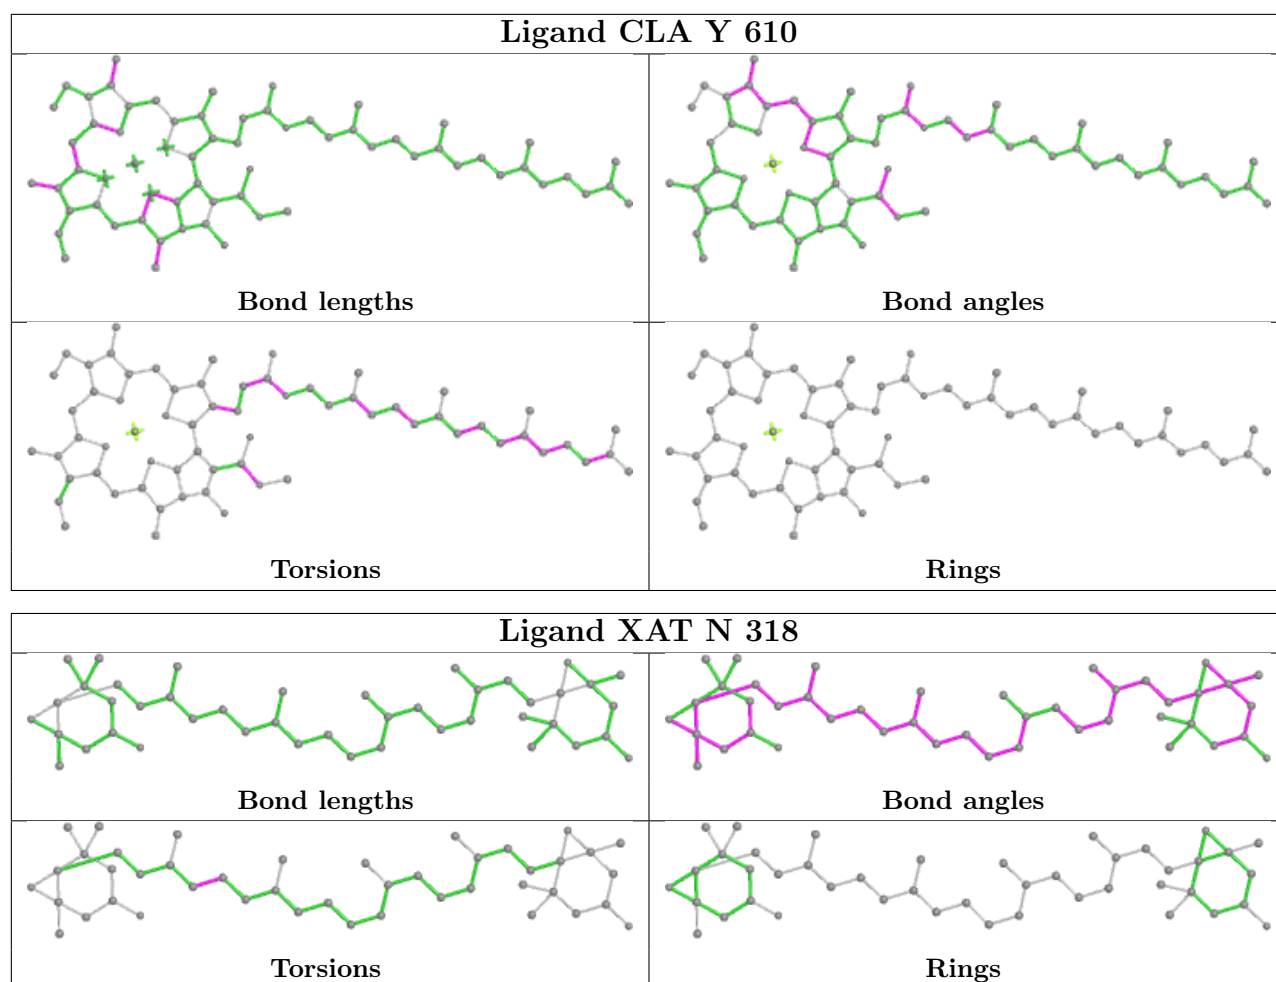 Ligand CLA Y 610
Bond lengths
Bond angles
Torsions
Rings
Ligand XAT N 318
Bond lengths
Bond angles
Torsions
Rings